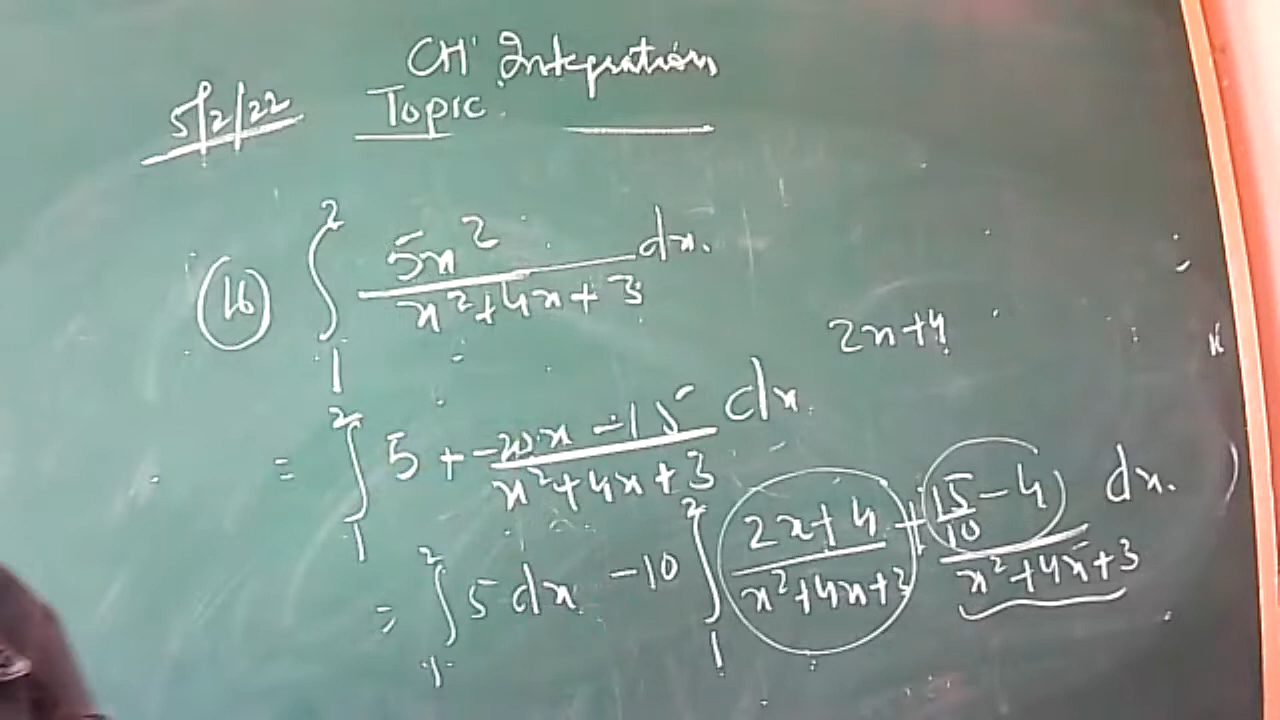 CH' Integration
5/2/22 Topic:
(16) ∫₁² 5x² / (x²+4x+3) dx.
2x+4
= ∫₁² 5 + (-20x -15) / (x²+4x+3) dx.
= ∫₁² 5 dx -10 ∫₁² (2x+4) / (x²+4x+3) + (15/10 - 4) / (x²+4x+3) dx.